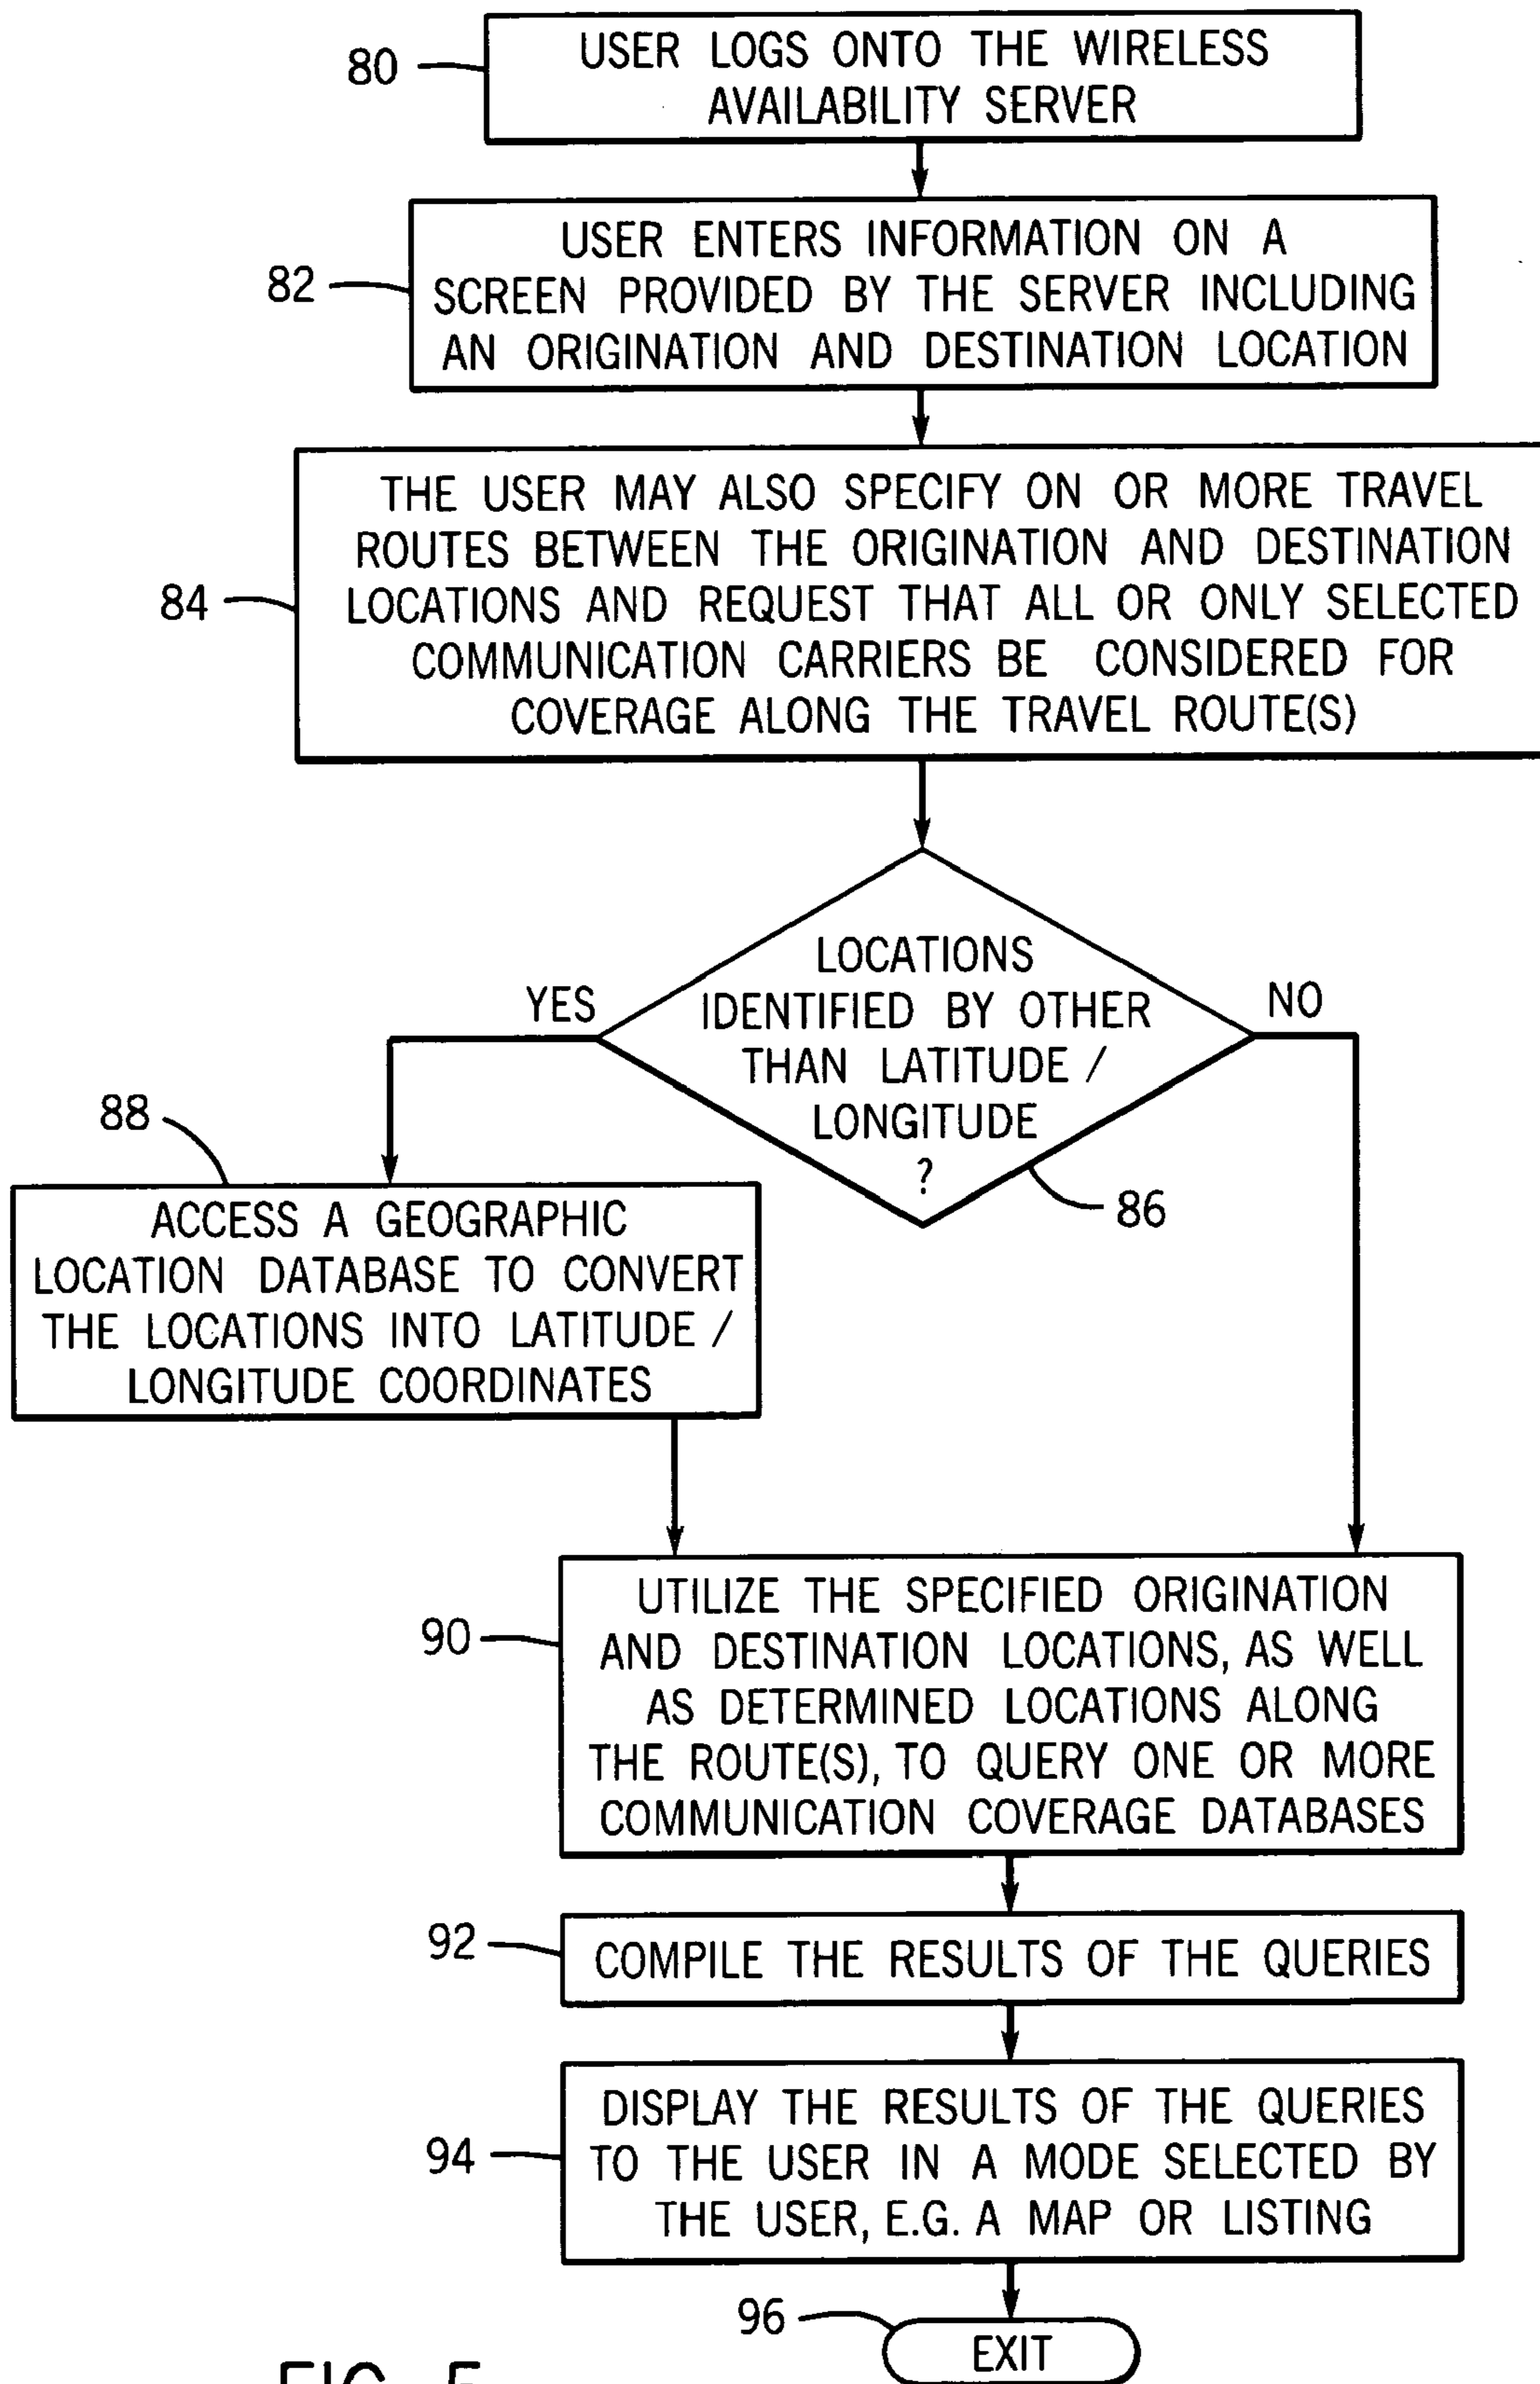 80
USER LOGS ONTO THE WIRELESS
AVAILABILITY SERVER
82
USER ENTERS INFORMATION ON A
SCREEN PROVIDED BY THE SERVER INCLUDING
AN ORIGINATION AND DESTINATION LOCATION
84
THE USER MAY ALSO SPECIFY ON OR MORE TRAVEL
ROUTES BETWEEN THE ORIGINATION AND DESTINATION
LOCATIONS AND REQUEST THAT ALL OR ONLY SELECTED
COMMUNICATION CARRIERS BE CONSIDERED FOR
COVERAGE ALONG THE TRAVEL ROUTE(S)
LOCATIONS
IDENTIFIED BY OTHER
THAN LATITUDE /
LONGITUDE
?
86
YES
NO
88
ACCESS A GEOGRAPHIC
LOCATION DATABASE TO CONVERT
THE LOCATIONS INTO LATITUDE /
LONGITUDE COORDINATES
90
UTILIZE THE SPECIFIED ORIGINATION
AND DESTINATION LOCATIONS, AS WELL
AS DETERMINED LOCATIONS ALONG
THE ROUTE(S), TO QUERY ONE OR MORE
COMMUNICATION COVERAGE DATABASES
92
COMPILE THE RESULTS OF THE QUERIES
94
DISPLAY THE RESULTS OF THE QUERIES
TO THE USER IN A MODE SELECTED BY
THE USER, E.G. A MAP OR LISTING
96
EXIT